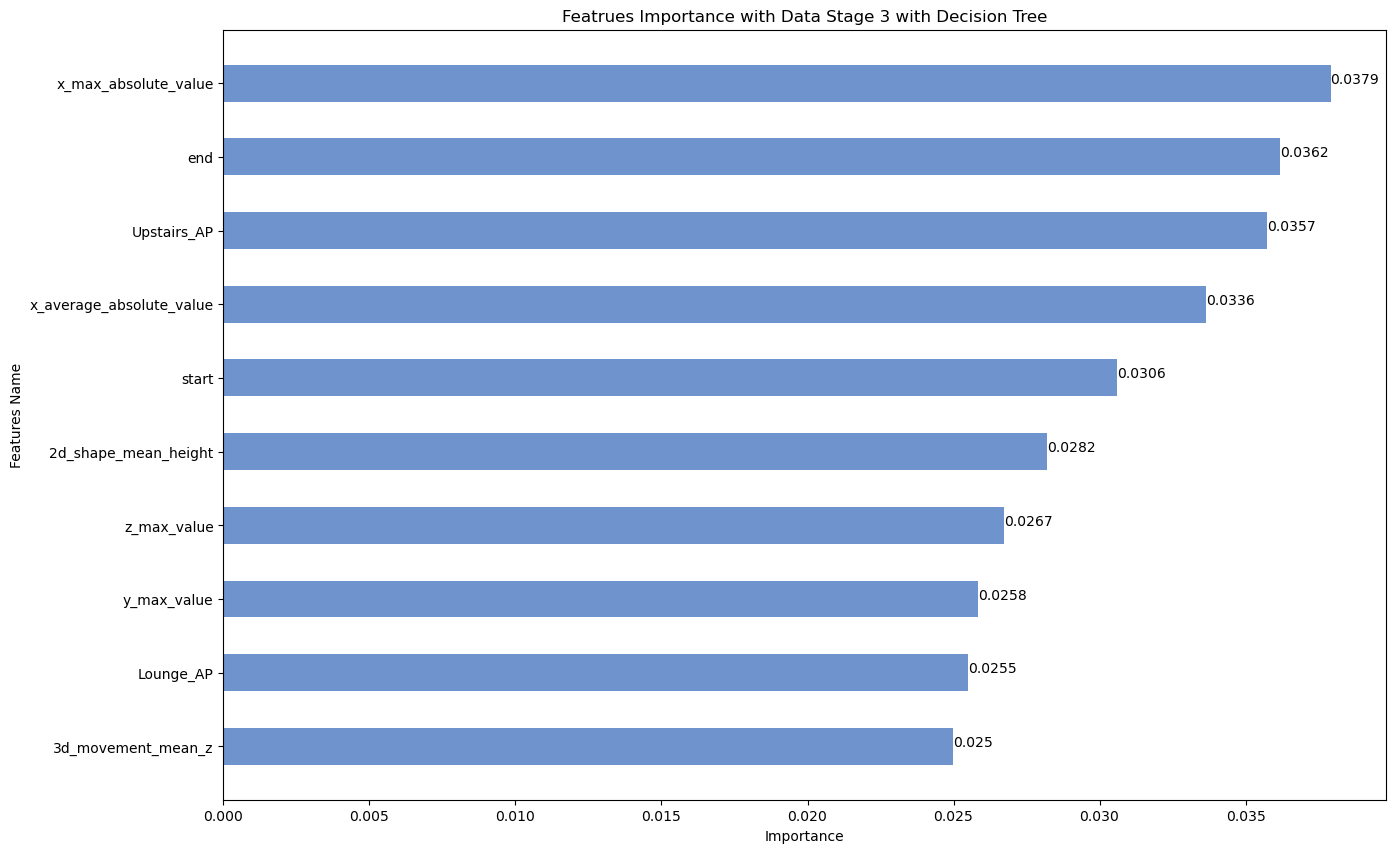 Featrues Importance with Data Stage 3 with Decision Tree
x_max_absolute_value
0.0379
end
0.0362
Upstairs_AP
0.0357
x_average_absolute_value
0.0336
start
0.0306
2d_shape_mean_height
0.0282
z_max_value
0.0267
y_max_value
0.0258
Lounge_AP
0.0255
3d_movement_mean_z
0.025
Features Name
0.000 0.005 0.010 0.015 0.020 0.025 0.030 0.035
Importance